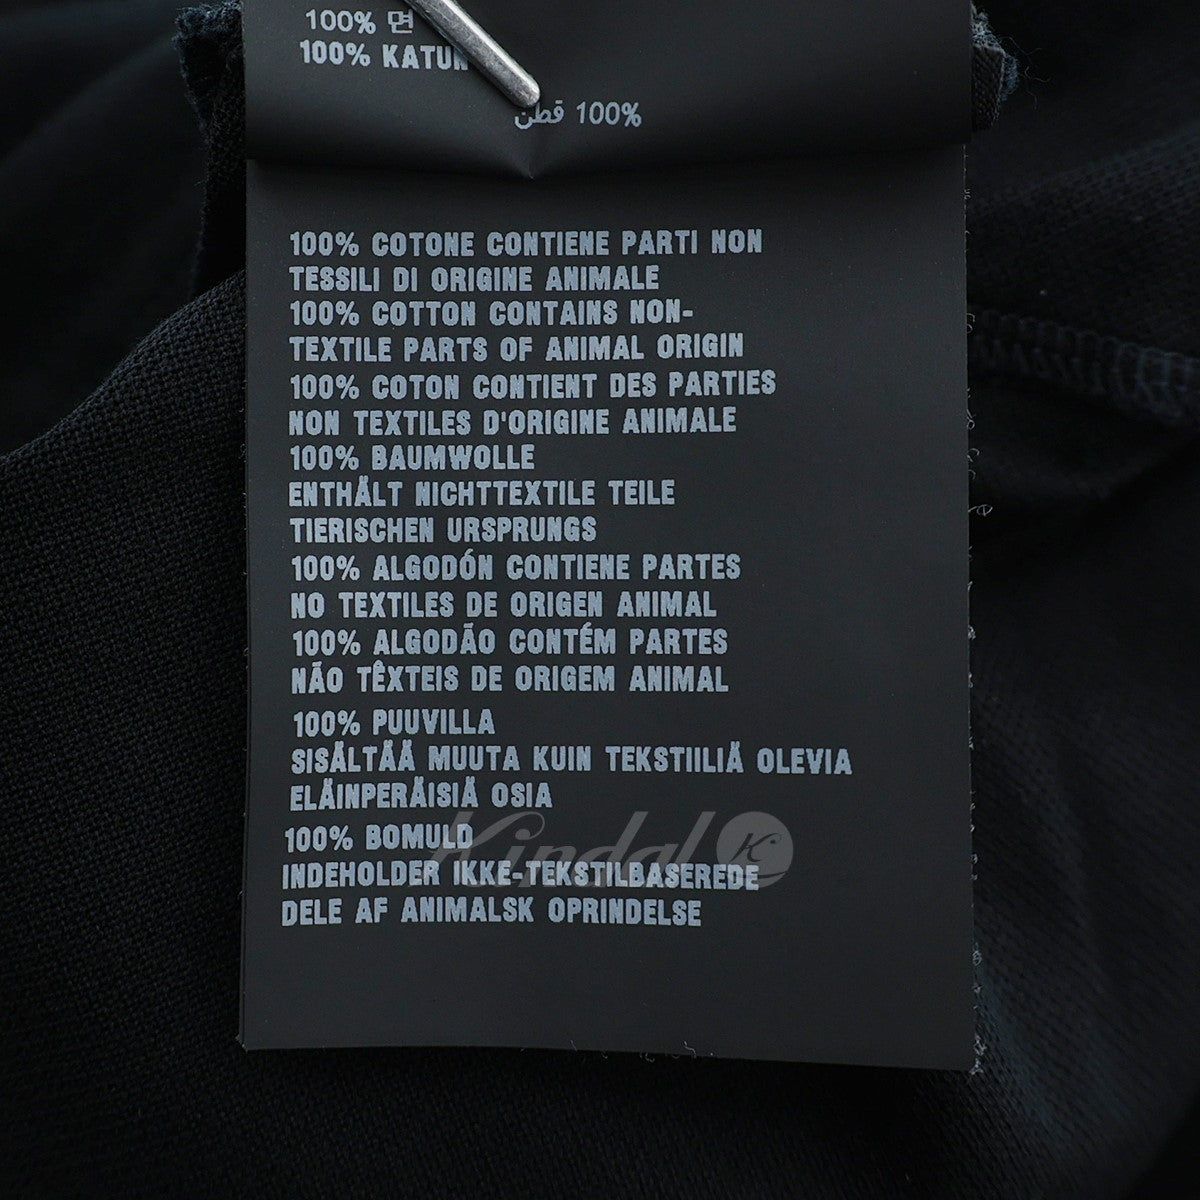 100% 면
100% KATUN
100% قطن
100% COTONE CONTIENE PARTI NON
TESSILI DI ORIGINE ANIMALE
100% COTTON CONTAINS NON-
TEXTILE PARTS OF ANIMAL ORIGIN
100% COTON CONTIENT DES PARTIES
NON TEXTILES D'ORIGINE ANIMALE
100% BAUMWOLLE
ENTHÄLT NICHTTEXTILE TEILE
TIERISCHEN URSPRUNGS
100% ALGODÓN CONTIENE PARTES
NO TEXTILES DE ORIGEN ANIMAL
100% ALGODÃO CONTÉM PARTES
NÃO TÊXTEIS DE ORIGEM ANIMAL
100% PUUVILLA
SISÄLTÄÄ MUUTA KUIN TEKSTIILIÄ OLEVIA
ELÄINPERÄISIÄ OSIA
100% BOMULD
Kindal K
INDEHOLDER IKKE-TEKSTILBASEREDE
DELE AF ANIMALSK OPRINDELSE